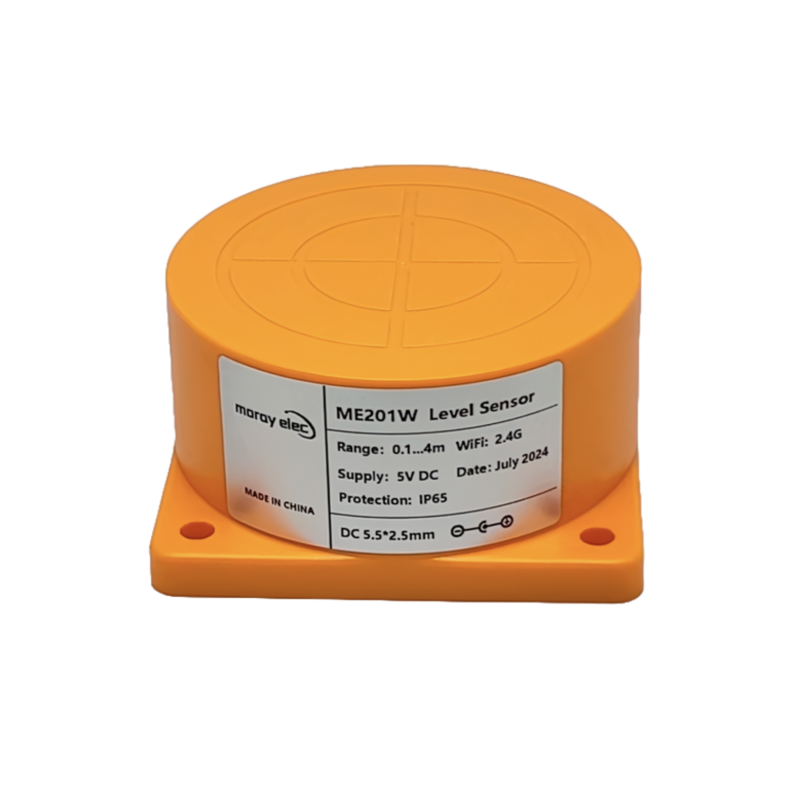 moray elec
MADE IN CHINA
ME201W Level Sensor
Range: 0.1...4m WiFi: 2.4G
Supply: 5V DC Date: July 2024
Protection: IP65
DC 5.5*2.5mm